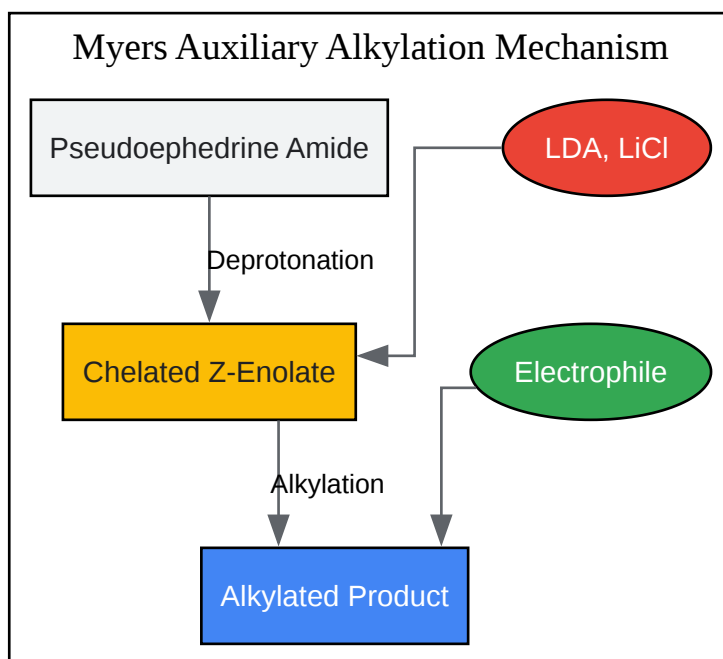 Myers Auxiliary Alkylation Mechanism
Pseudoephedrine Amide
LDA, LiCl
Deprotonation
Chelated Z-Enolate
Electrophile
Alkylation
Alkylated Product